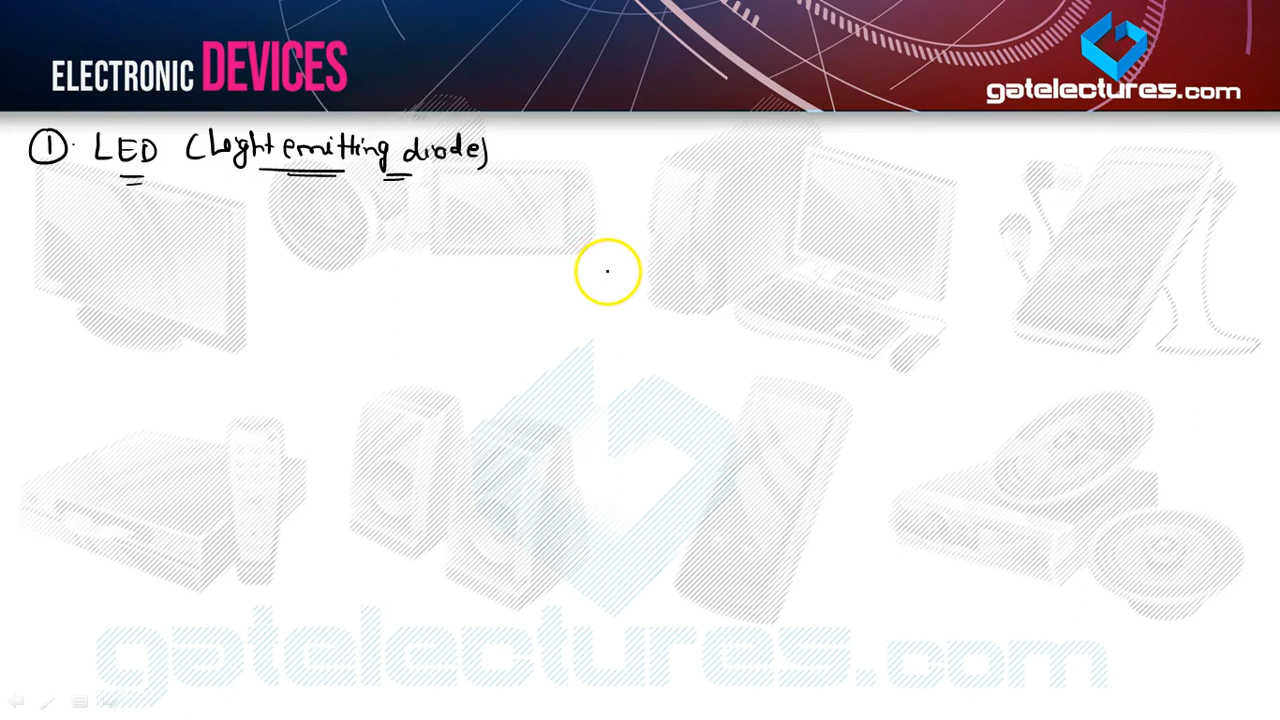 ELECTRONIC DEVICES
gatelectures.com
① LED (Light emitting diode)
gatelectures.com